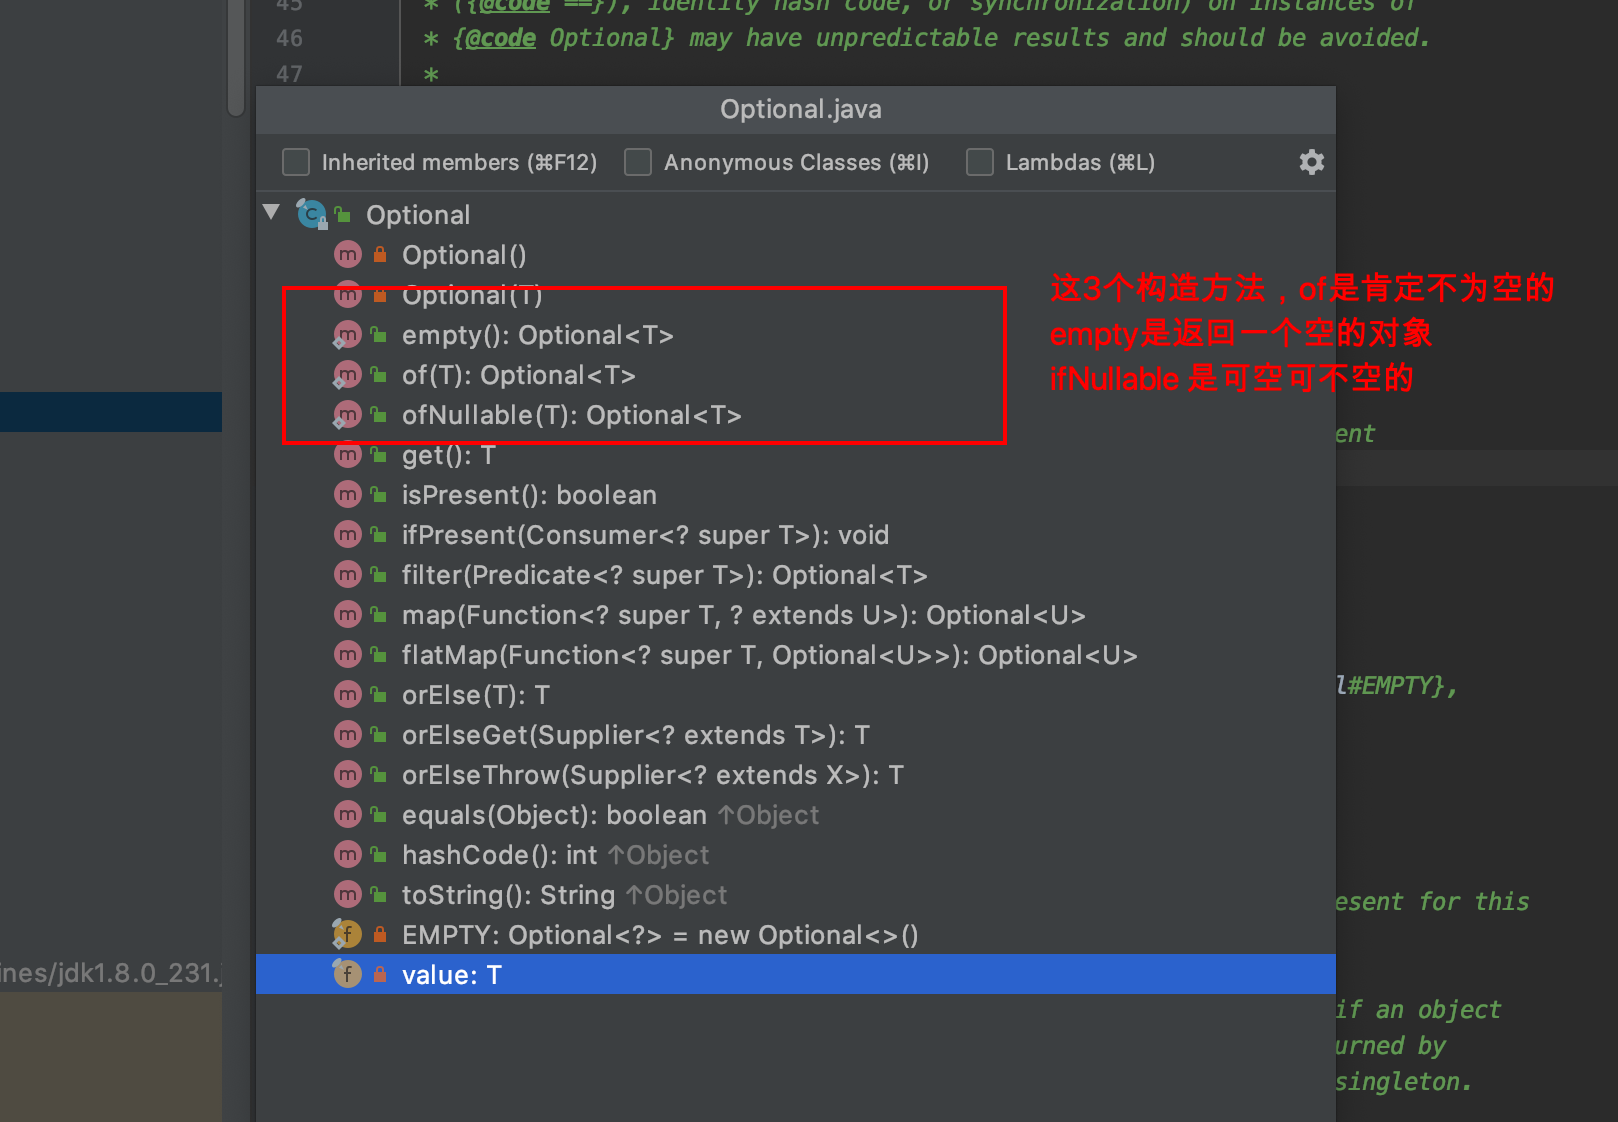 45 * ({@code ==}), identity hash code, or synchronization) on instances of
46 * {@code Optional} may have unpredictable results and should be avoided.
47 *
Optional.java
Inherited members (⌘F12) Anonymous Classes (⌘I) Lambdas (⌘L)
Optional
Optional()
Optional(T)
empty(): Optional<T>
of(T): Optional<T>
ofNullable(T): Optional<T>
这3个构造方法，of是肯定不为空的
empty是返回一个空的对象
ifNullable 是可空可不空的
ent
get(): T
isPresent(): boolean
ifPresent(Consumer<? super T>): void
filter(Predicate<? super T>): Optional<T>
map(Function<? super T, ? extends U>): Optional<U>
flatMap(Function<? super T, Optional<U>>): Optional<U>
l#EMPTY},
orElse(T): T
orElseGet(Supplier<? extends T>): T
orElseThrow(Supplier<? extends X>): T
equals(Object): boolean ↑Object
hashCode(): int ↑Object
toString(): String ↑Object
esent for this
EMPTY: Optional<?> = new Optional<>()
value: T
ines/jdk1.8.0_231.j
if an object
urned by
singleton.